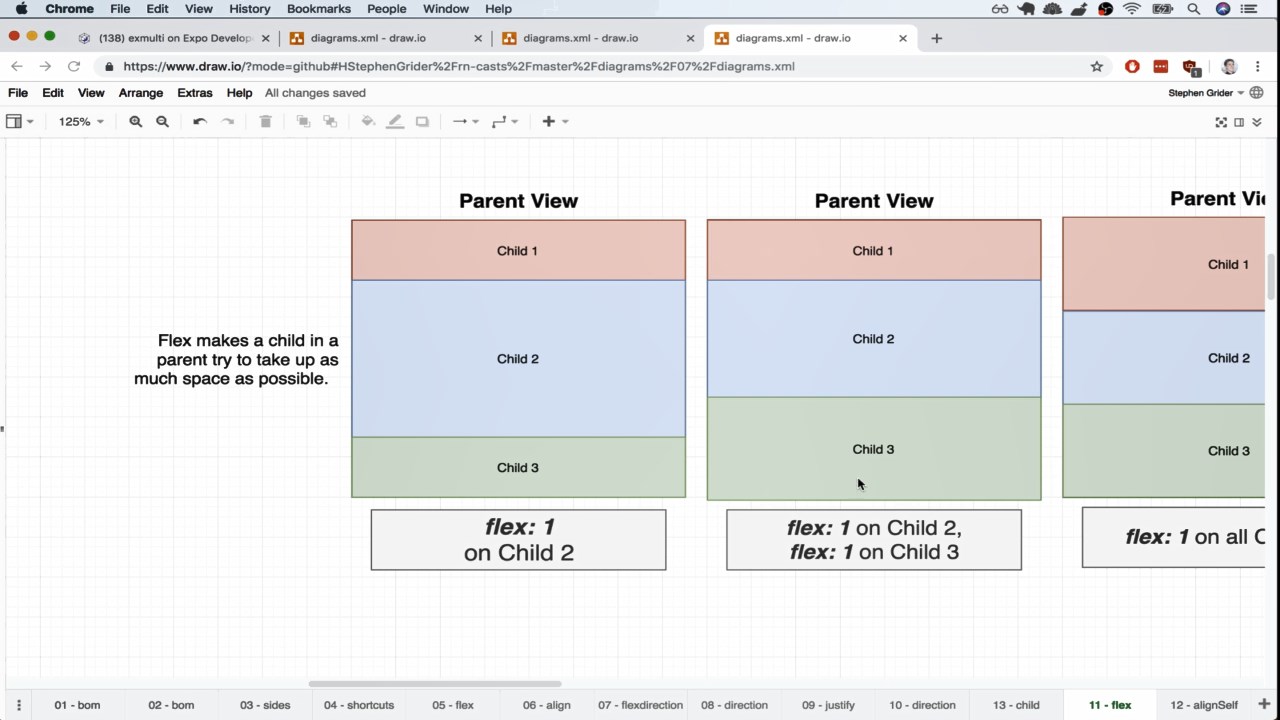 Chrome File Edit View History Bookmarks People Window Help
(138) exmulti on Expo Develop
diagrams.xml - draw.io
diagrams.xml - draw.io
diagrams.xml - draw.io
https://www.draw.io/?mode=github#HStephenGrider%2Frn-casts%2Fmaster%2Fdiagrams%2F07%2Fdiagrams.xml
1
File Edit View Arrange Extras Help All changes saved
Stephen Grider
125%
Parent View
Child 1
Child 2
Child 3
flex: 1
on Child 2
Parent View
Child 1
Child 2
Child 3
flex: 1 on Child 2,
flex: 1 on Child 3
Parent Vie
Child 1
Child 2
Child 3
flex: 1 on all C
Flex makes a child in a
parent try to take up as
much space as possible.
01 - bom 02 - bom 03 - sides 04 - shortcuts 05 - flex 06 - align 07 - flexdirection 08 - direction 09 - justify 10 - direction 13 - child 11 - flex 12 - alignSelf